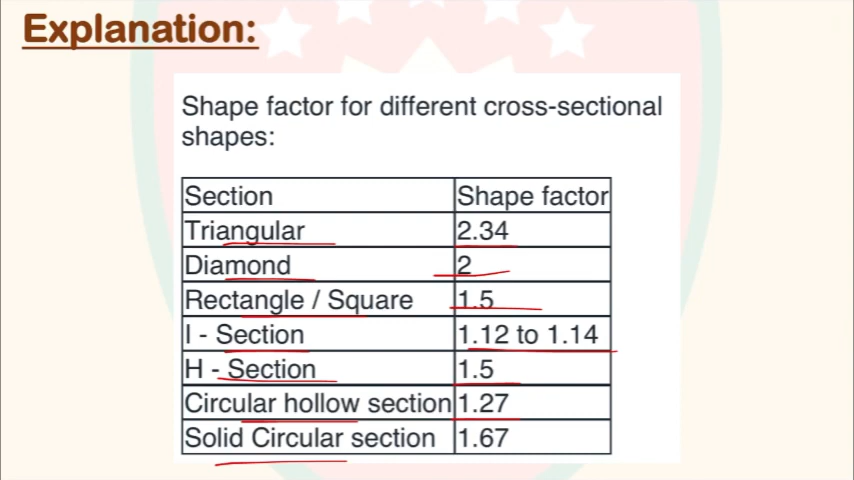 Explanation:
Shape factor for different cross-sectional
shapes:
Section Shape factor
Triangular 2.34
Diamond 2
Rectangle / Square 1.5
I - Section 1.12 to 1.14
H - Section 1.5
Circular hollow section 1.27
Solid Circular section 1.67